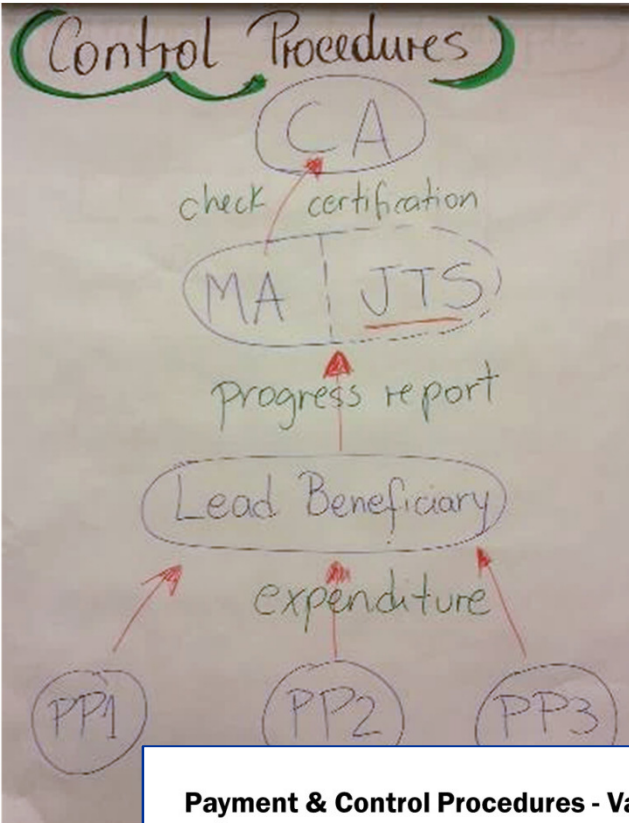 Control Procedures
CA
check certification
MA JTS
progress report
Lead Beneficiary
expenditure
PP1 PP2 PP3
Payment & Control Procedures - Va